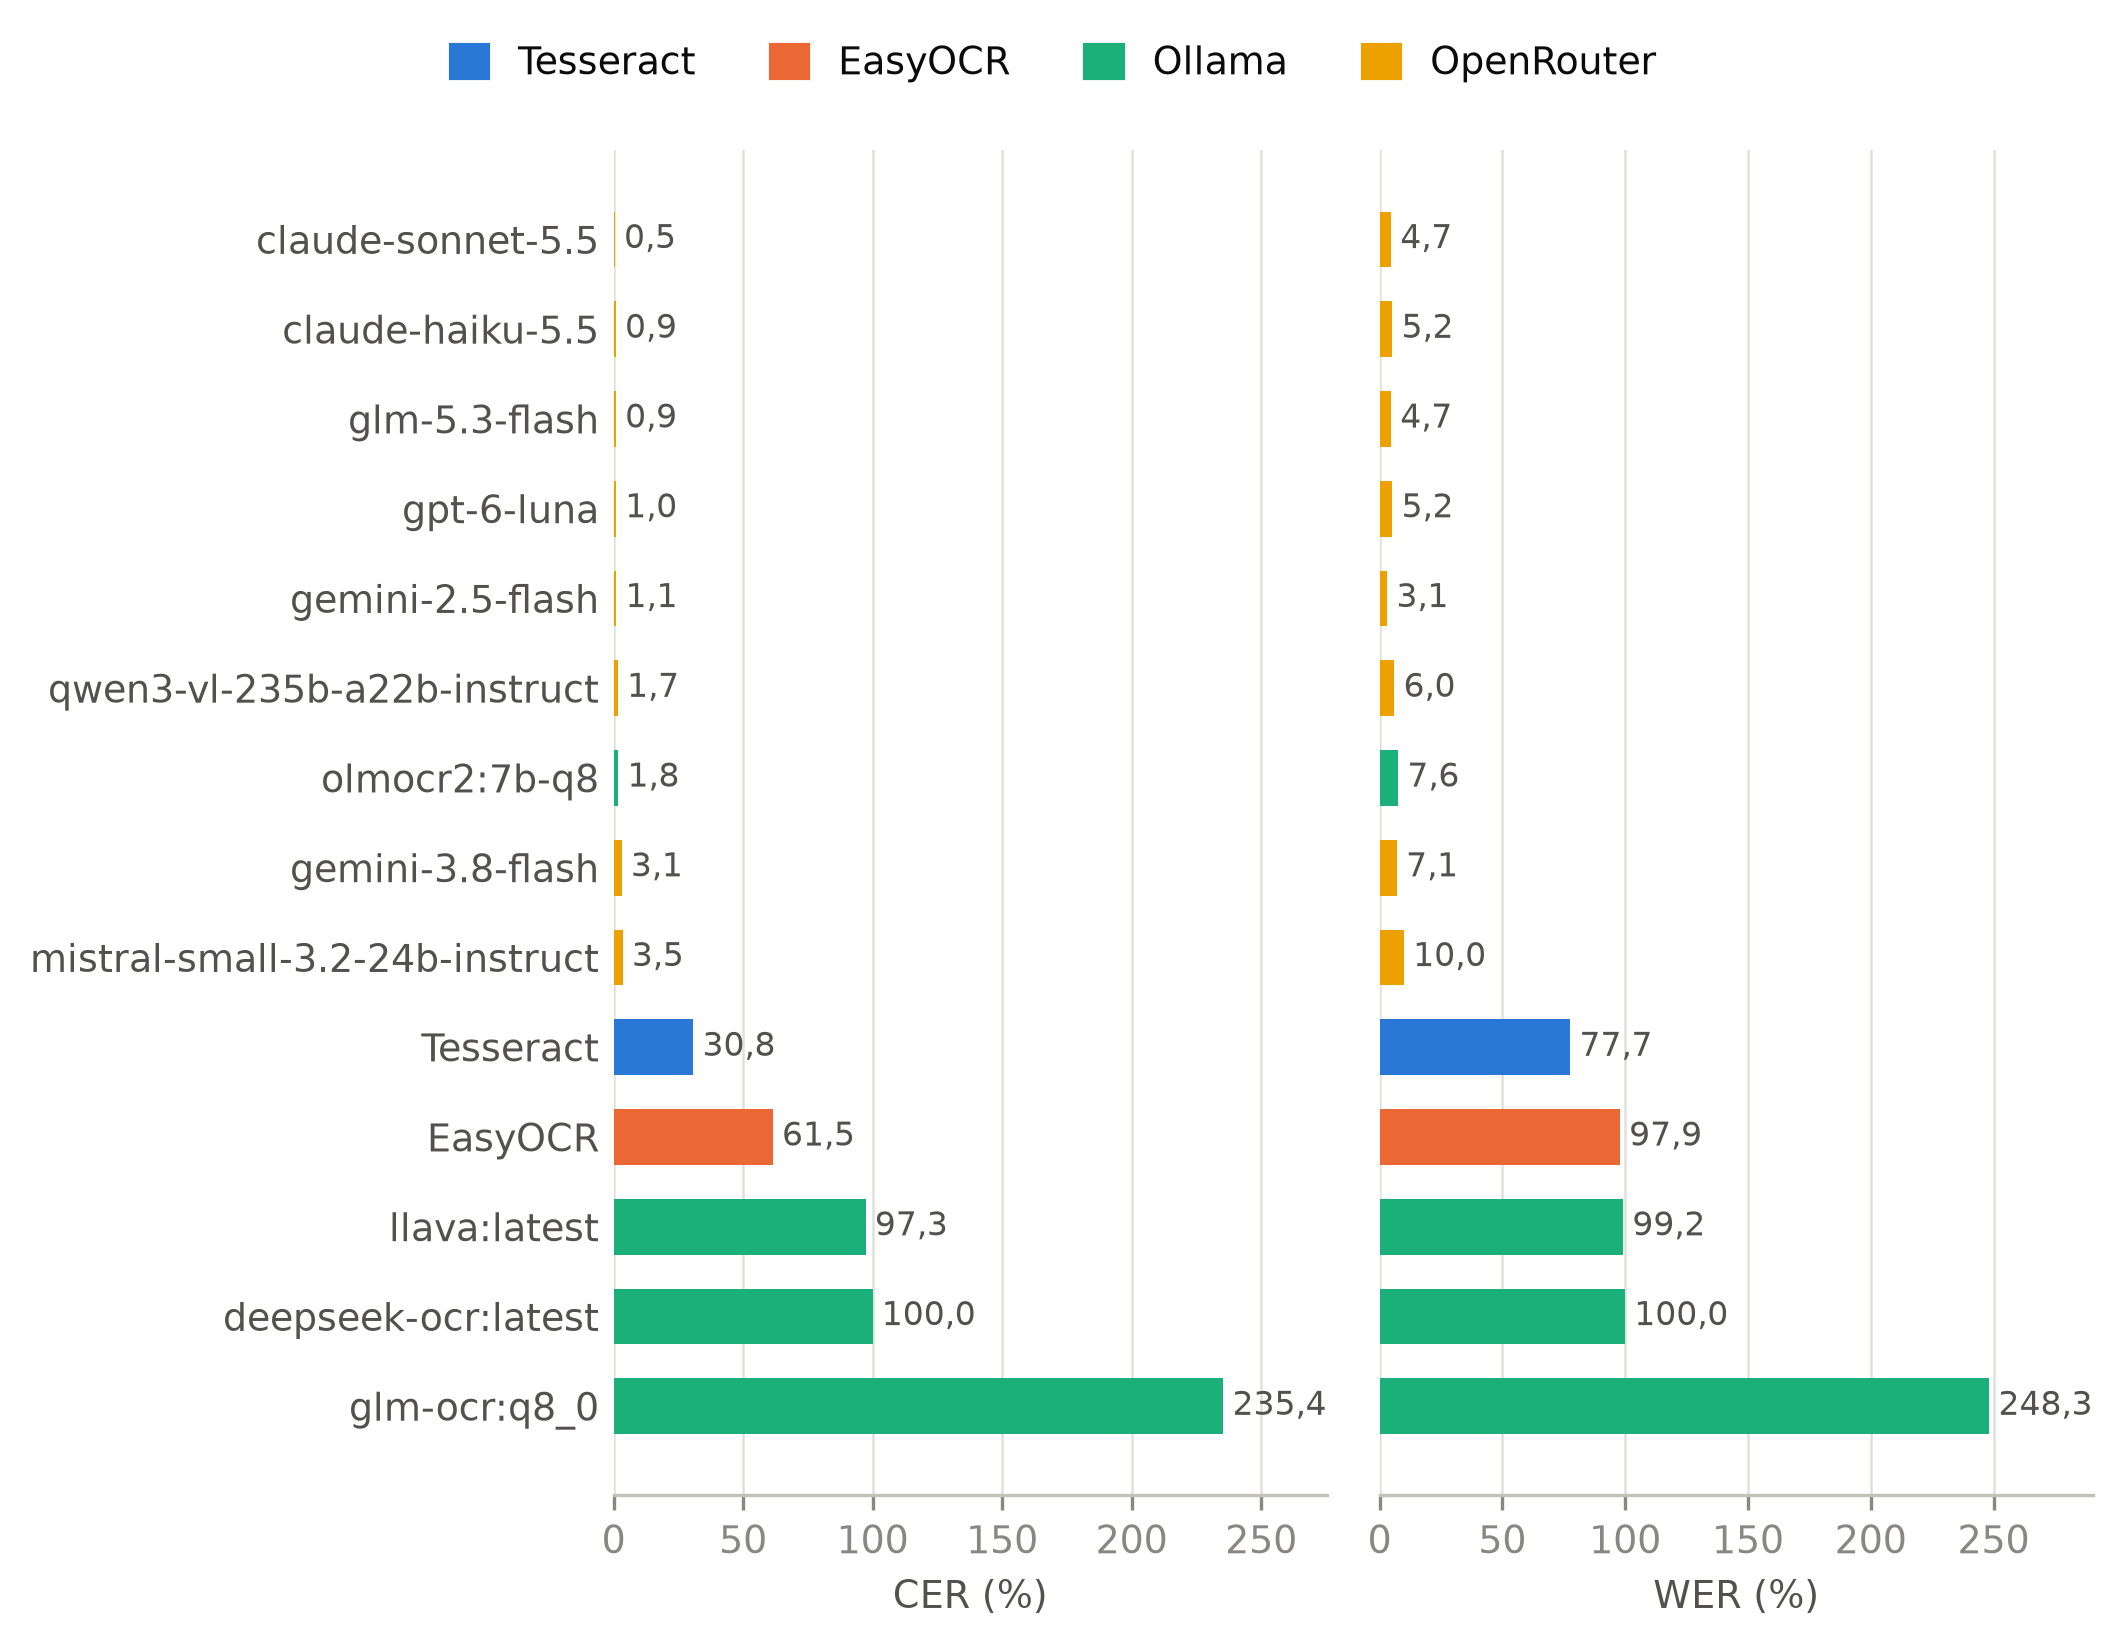 Tesseract EasyOCR Ollama OpenRouter
claude-sonnet-5.5 0,5 4,7
claude-haiku-5.5 0,9 5,2
glm-5.3-flash 0,9 4,7
gpt-6-luna 1,0 5,2
gemini-2.5-flash 1,1 3,1
qwen3-vl-235b-a22b-instruct 1,7 6,0
olmocr2:7b-q8 1,8 7,6
gemini-3.8-flash 3,1 7,1
mistral-small-3.2-24b-instruct 3,5 10,0
Tesseract 30,8 77,7
EasyOCR 61,5 97,9
llava:latest 97,3 99,2
deepseek-ocr:latest 100,0 100,0
glm-ocr:q8_0 235,4 248,3
0 50 100 150 200 250 0 50 100 150 200 250
CER (%) WER (%)